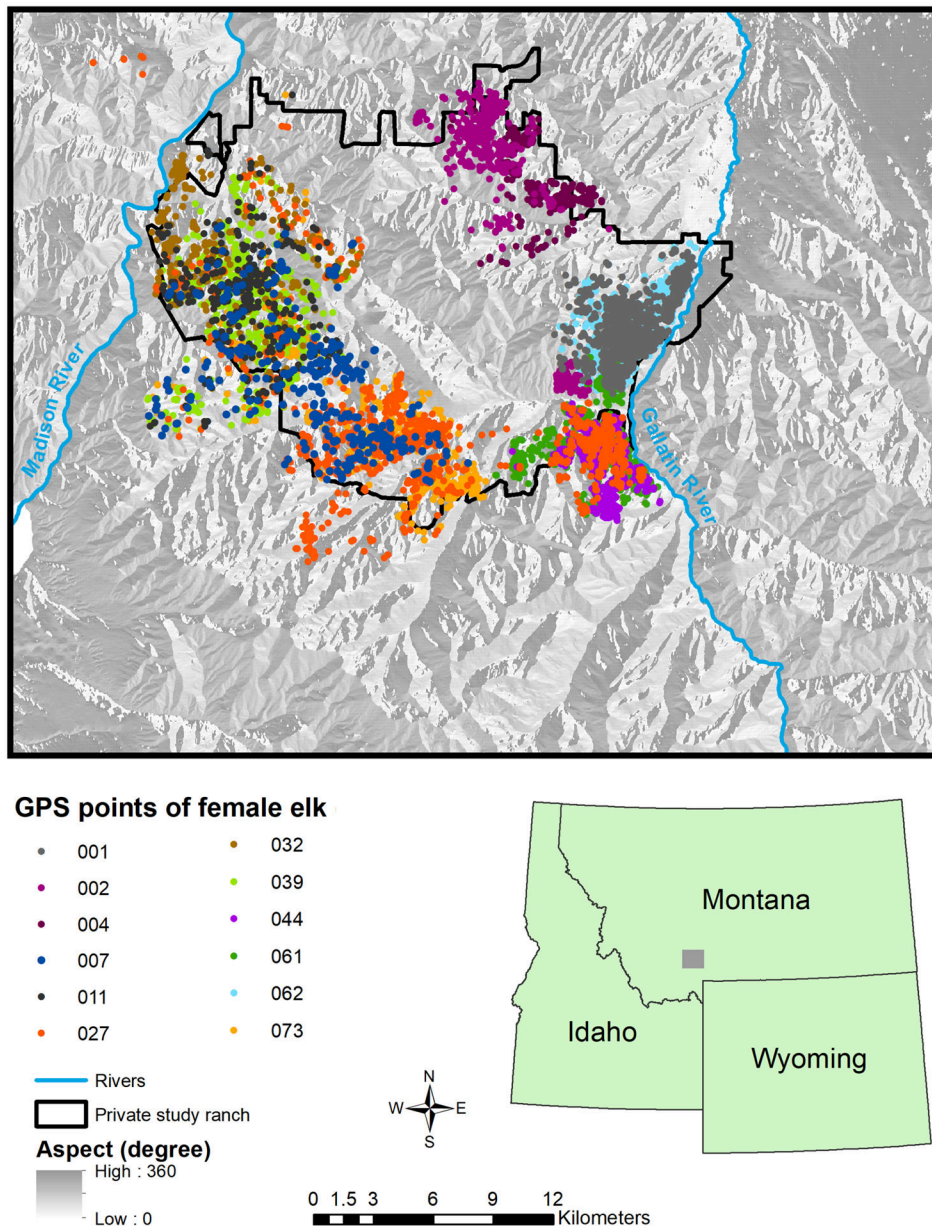 Madison River
Gallatin River
GPS points of female elk
001
002
004
007
011
027
032
039
044
061
062
073
Rivers
Private study ranch
Aspect (degree)
High : 360
Low : 0
N
W E
S
0 1.5 3 6 9 12
Kilometers
Montana
Idaho
Wyoming